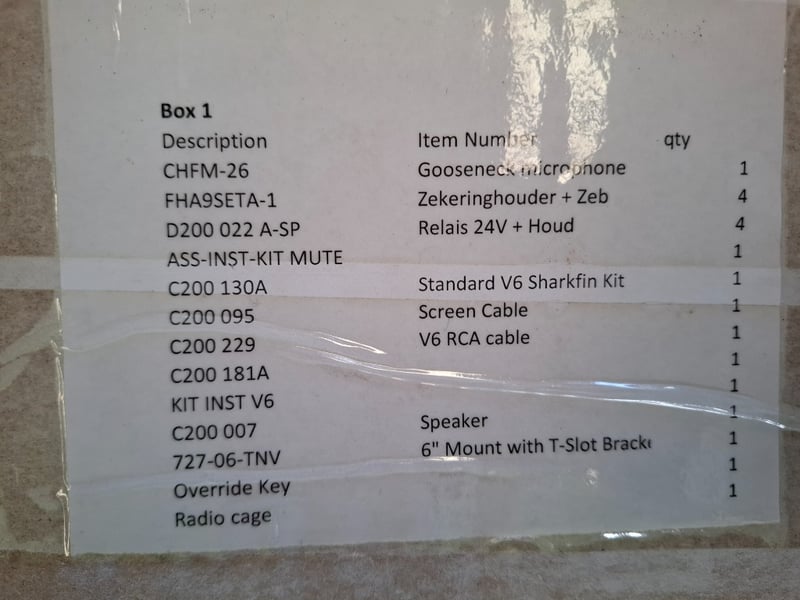 Box 1
Description Item Number qty
CHFM-26 Gooseneck microphone 1
FHA9SETA-1 Zekeringhouder + Zeb 4
D200 022 A-SP Relais 24V + Houd 4
ASS-INST-KIT MUTE 1
C200 130A Standard V6 Sharkfin Kit 1
C200 095 Screen Cable 1
C200 229 V6 RCA cable 1
C200 181A 1
KIT INST V6 1
C200 007 Speaker 1
727-06-TNV 6" Mount with T-Slot Bracke 1
Override Key 1
Radio cage 1